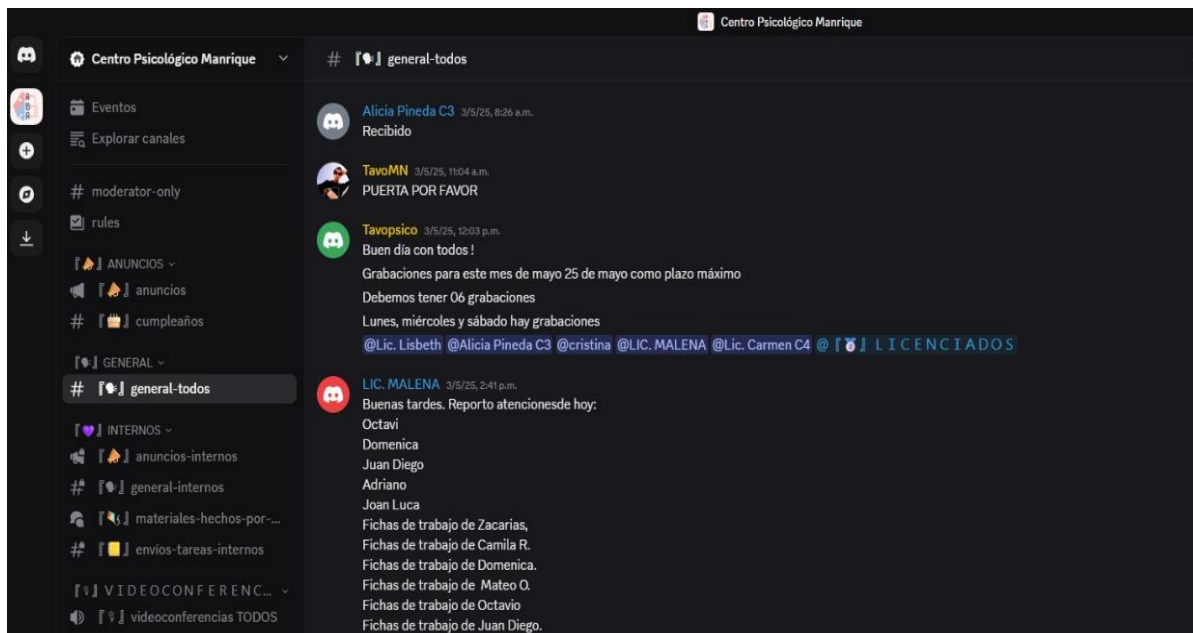 Centro Psicológico Manrique
Centro Psicológico Manrique
Eventos
Explorar canales
# moderator-only
rules
『📣』ANUNCIOS
『📣』anuncios
# 『🎂』cumpleaños
『🗣』GENERAL
# 『🗣』general-todos
『💜』INTERNOS
『📣』anuncios-internos
# 『🗣』general-internos
『』materiales-hechos-por-...
# 『📒』envíos-tareas-internos
『🎙』VIDEOCONFERENC...
『🎙』videoconferencias TODOS
# 『🗣』general-todos
Alicia Pineda C3 3/5/25, 8:26 a.m.
Recibido
TavoMN 3/5/25, 11:04 a.m.
PUERTA POR FAVOR
Tavopsico 3/5/25, 12:03 p.m.
Buen día con todos !
Grabaciones para este mes de mayo 25 de mayo como plazo máximo
Debemos tener 06 grabaciones
Lunes, miércoles y sábado hay grabaciones
@Lic. Lisbeth @Alicia Pineda C3 @cristina @LIC. MALENA @Lic. Carmen C4 @『🥇』LICENCIADOS
LIC. MALENA 3/5/25, 2:41 p.m.
Buenas tardes. Reporto atencionesde hoy:
Octavi
Domenica
Juan Diego
Adriano
Joan Luca
Fichas de trabajo de Zacarias,
Fichas de trabajo de Camila R.
Fichas de trabajo de Domenica.
Fichas de trabajo de Mateo O.
Fichas de trabajo de Octavio
Fichas de trabajo de Juan Diego.